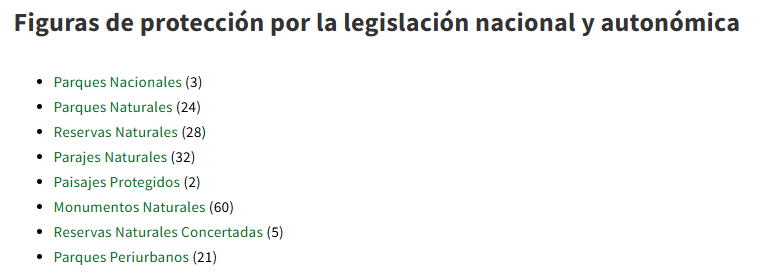 Figuras de protección por la legislación nacional y autonómica
• Parques Nacionales (3)
• Parques Naturales (24)
• Reservas Naturales (28)
• Parajes Naturales (32)
• Paisajes Protegidos (2)
• Monumentos Naturales (60)
• Reservas Naturales Concertadas (5)
• Parques Periurbanos (21)